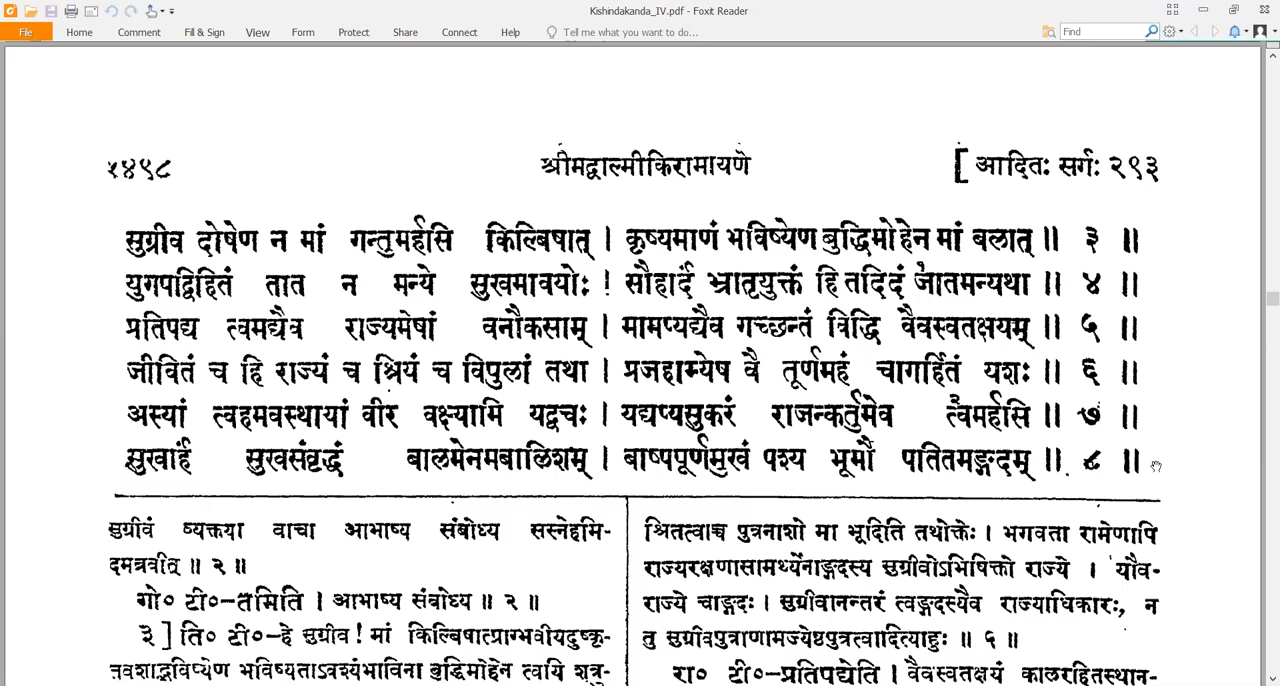 Kishindakanda_IV.pdf - Foxit Reader
File Home Comment Fill & Sign View Form Protect Share Connect Help Tell me what you want to do... Find
१४९८ श्रीमद्वाल्मीकिरामायणे [ आदितः सर्गः २९३
सुग्रीव दोषेण न मां गन्तुमर्हसि किल्बिषात् | कृष्यमाणं भविष्येण बुद्धिमोहेन मां बलात् ॥ ३ ॥
युगपद्विहितं तात न मन्ये सुखमावयोः ! सौहार्दं भ्रातृयुक्तं हि तदिदं जातमन्यथा ॥ ४ ॥
प्रतिपद्य त्वमद्यैव राज्यमेषां वनौकसाम् | मामप्यद्यैव गच्छन्तं विद्धि वैवस्वतक्षयम् ॥ ५ ॥
जीवितं च हि राज्यं च श्रियं च विपुलां तथा | प्रजहाम्येष वै तूर्णमहं चागर्हितं यशः ॥ ६ ॥
अस्यां त्वहमवस्थायां वीर वक्ष्यामि यद्वचः | यद्यप्यसुकरं राजन्कर्तुमेव त्वमर्हसि ॥ ७ ॥
सुखार्हं सुखसंवृद्धं बालमेनमबालिशम् | बाष्पपूर्णमुखं पश्य भूमौ पतितमङ्गदम् ॥ ८ ॥
सुग्रीवं व्यक्तया वाचा आभाष्य संबोध्य सस्नेहमि-
दमब्रवीत् ॥ २ ॥
गो० टी०-तमिति | आभाष्य संबोध्य ॥ २ ॥
३ ] ति० टी०-हे सुग्रीव ! मां किल्बिषात्प्राग्भवीयदुष्कृ-
तवशाद्भविष्येण भविष्यताऽवश्यंभाविना बुद्धिमोहेन त्वयि शत्रु-
श्रितत्वाच्च पुत्रनाशो मा भूदिति तथोक्तेः | भगवता रामेणापि
राज्यरक्षणासामर्थ्येनाङ्गदस्य सुग्रीवोऽभिषिक्तो राज्ये | यौव-
राज्ये चाङ्गदः | सुग्रीवानन्तरं त्वङ्गदस्यैव राज्याधिकारः, न
तु सुग्रीवपुत्राणामज्येष्ठपुत्रत्वादित्याहुः ॥ ६ ॥
रा० टी०-प्रतिपद्येति | वैवस्वतक्षयं कालरहितस्थान-